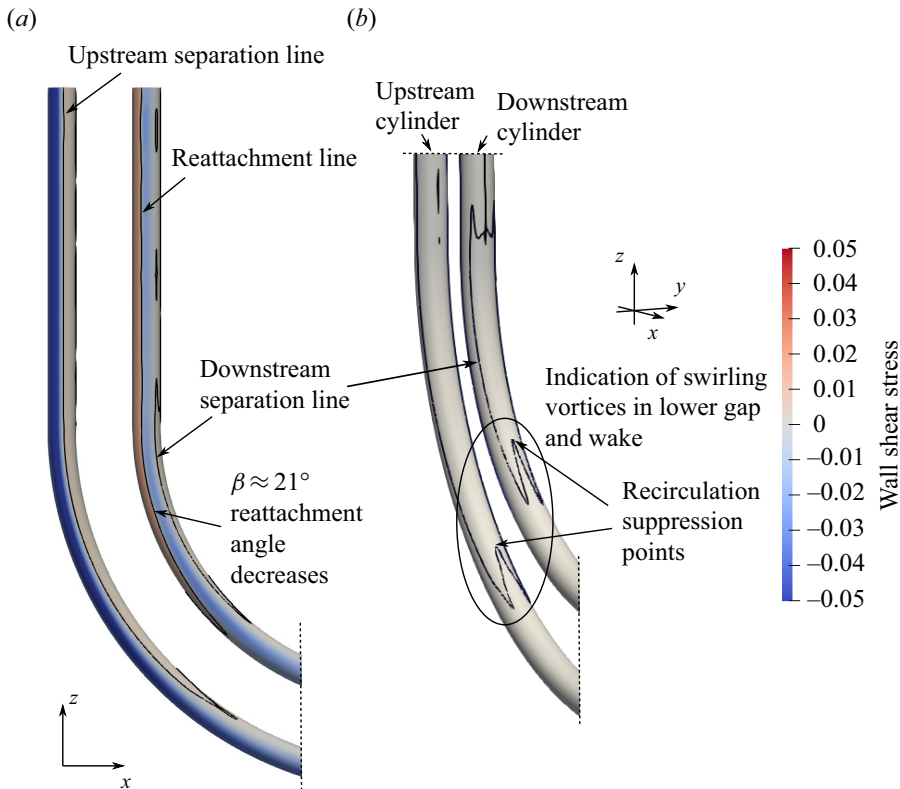 (a)
Upstream separation line
Reattachment line
Downstream
separation line
β ≈ 21°
reattachment
angle
decreases
z
x
(b)
Upstream
cylinder
Downstream
cylinder
z
y
x
Indication of swirling
vortices in lower gap
and wake
Recirculation
suppression
points
0.05
0.04
0.03
0.02
0.01
0
–0.01
–0.02
–0.03
–0.04
–0.05
Wall shear stress